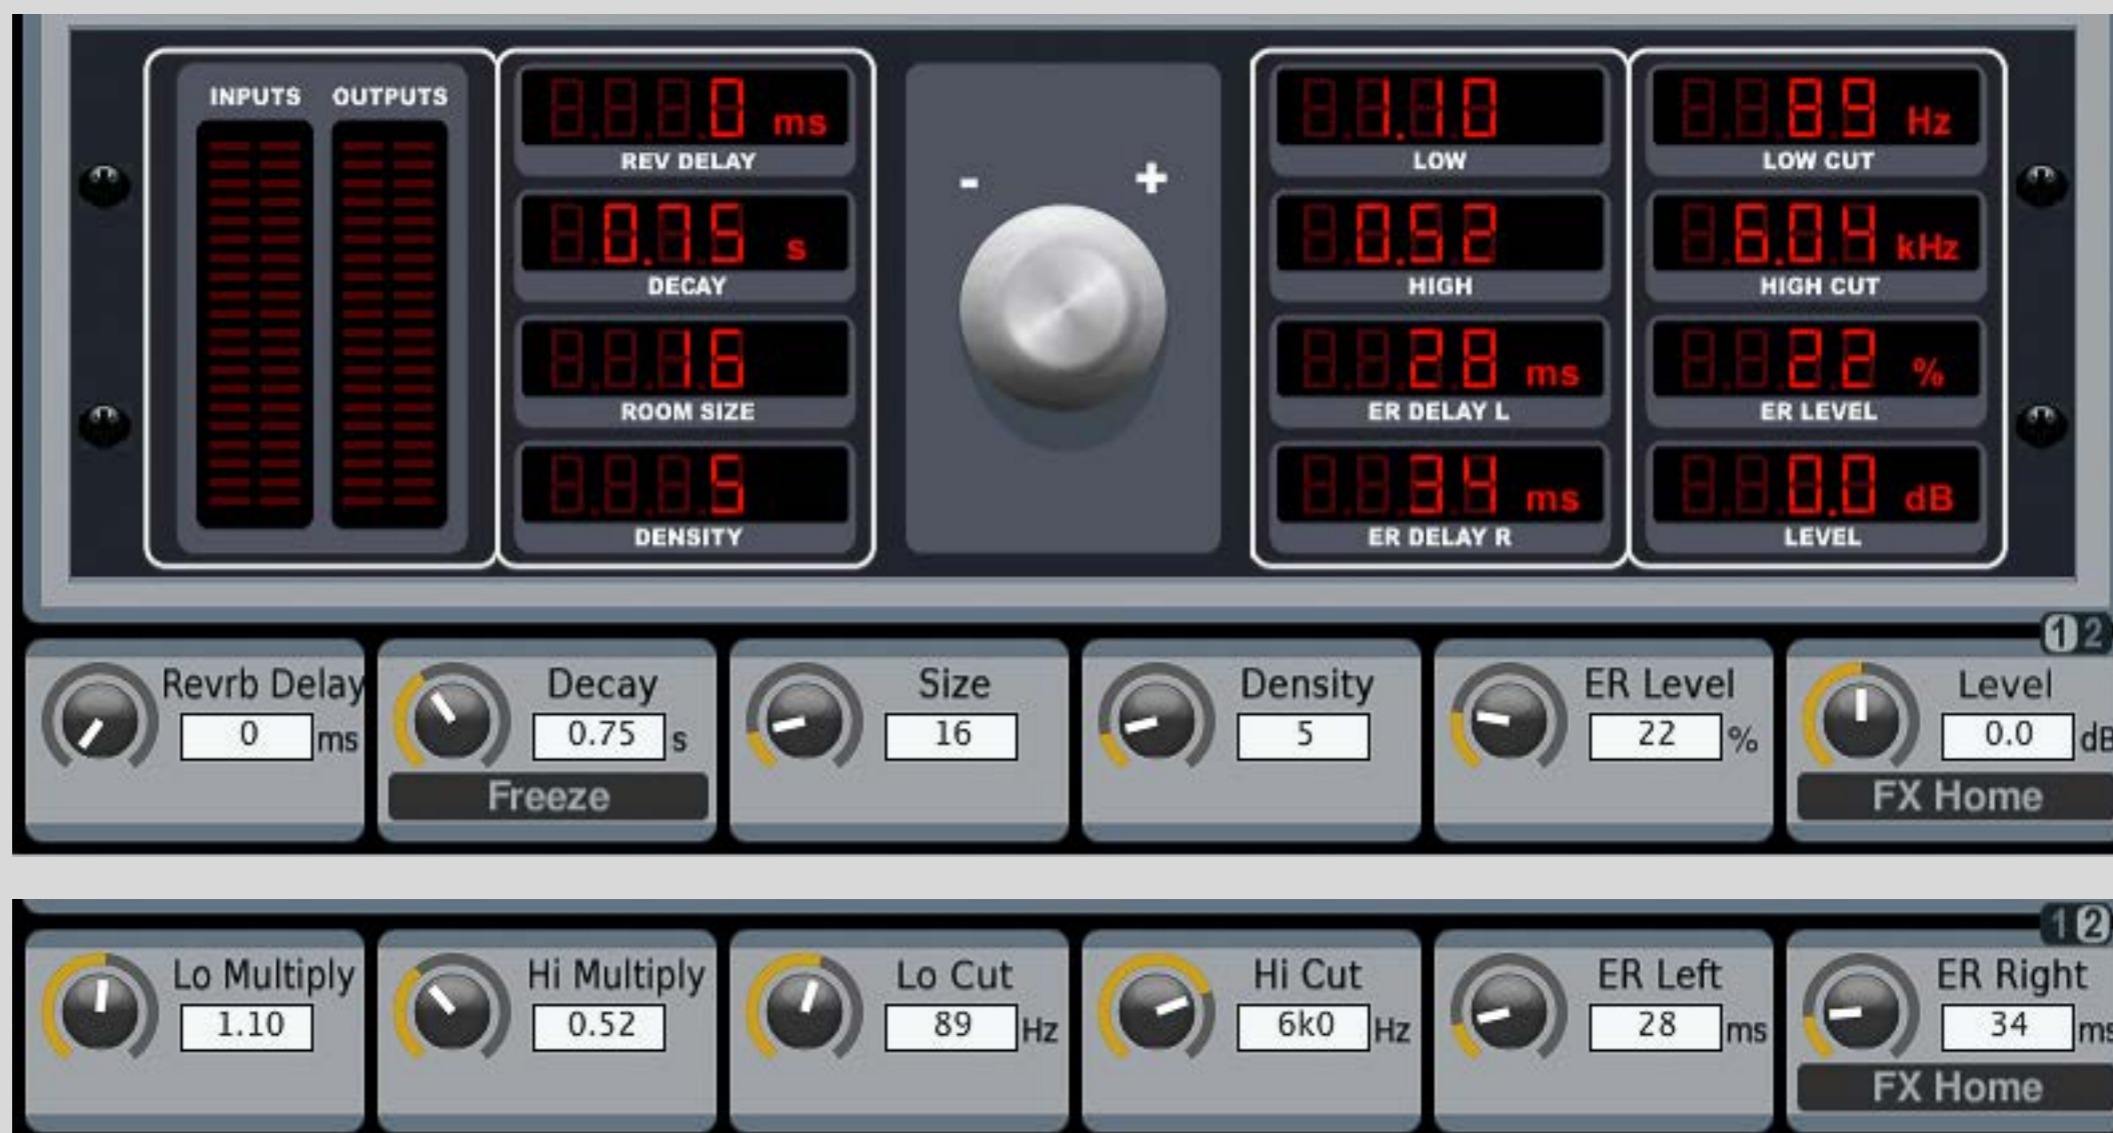 INPUTS OUTPUTS
0 ms
REV DELAY
0.75 s
DECAY
16
ROOM SIZE
5
DENSITY
- +
1.10
LOW
0.52
HIGH
28 ms
ER DELAY L
34 ms
ER DELAY R
89 Hz
LOW CUT
6.04 kHz
HIGH CUT
22 %
ER LEVEL
0.0 dB
LEVEL
1 2
Revrb Delay
0 ms
Decay
0.75 s
Freeze
Size
16
Density
5
ER Level
22 %
Level
0.0 dB
FX Home
1 2
Lo Multiply
1.10
Hi Multiply
0.52
Lo Cut
89 Hz
Hi Cut
6k0 Hz
ER Left
28 ms
ER Right
34 ms
FX Home